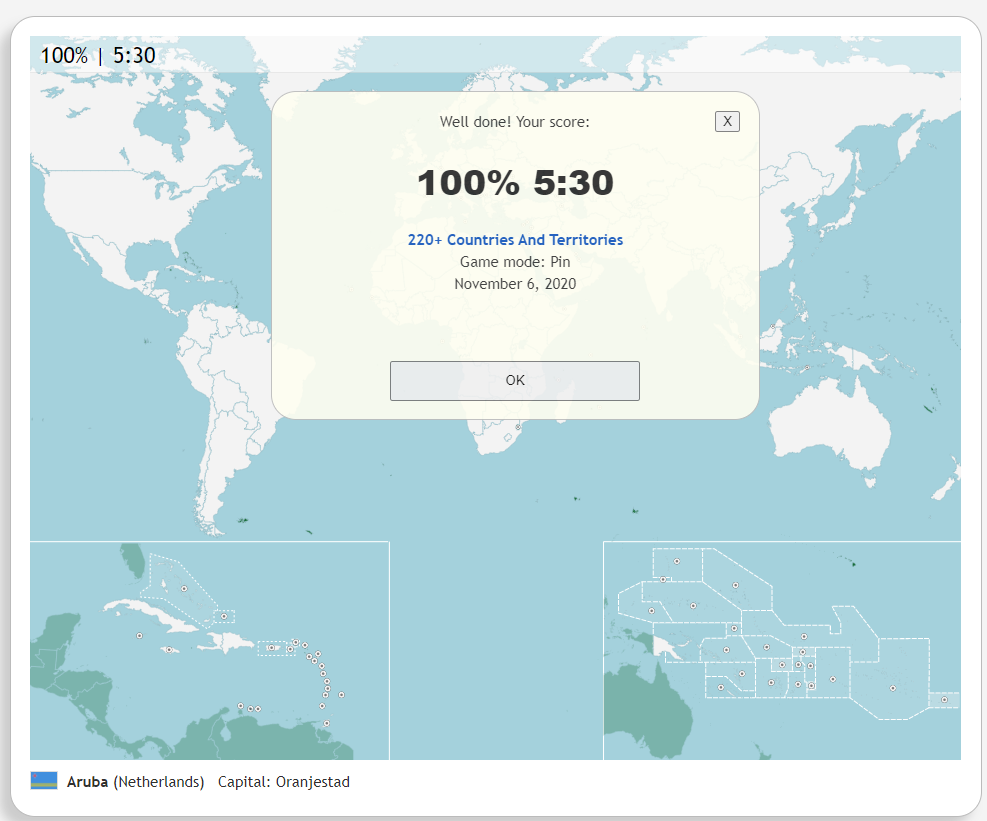 100% | 5:30
Well done! Your score:
X
100% 5:30
220+ Countries And Territories
Game mode: Pin
November 6, 2020
OK
Aruba (Netherlands) Capital: Oranjestad